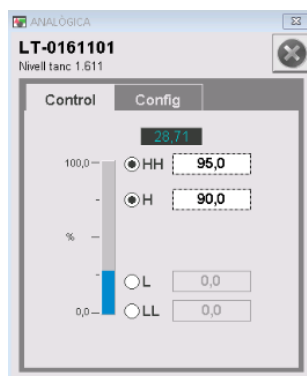 ANALÒGICA
LT-0161101
Nivell tanc 1.611
Control Config
28,71
100,0 HH 95,0
H 90,0
%
L 0,0
0,0 LL 0,0